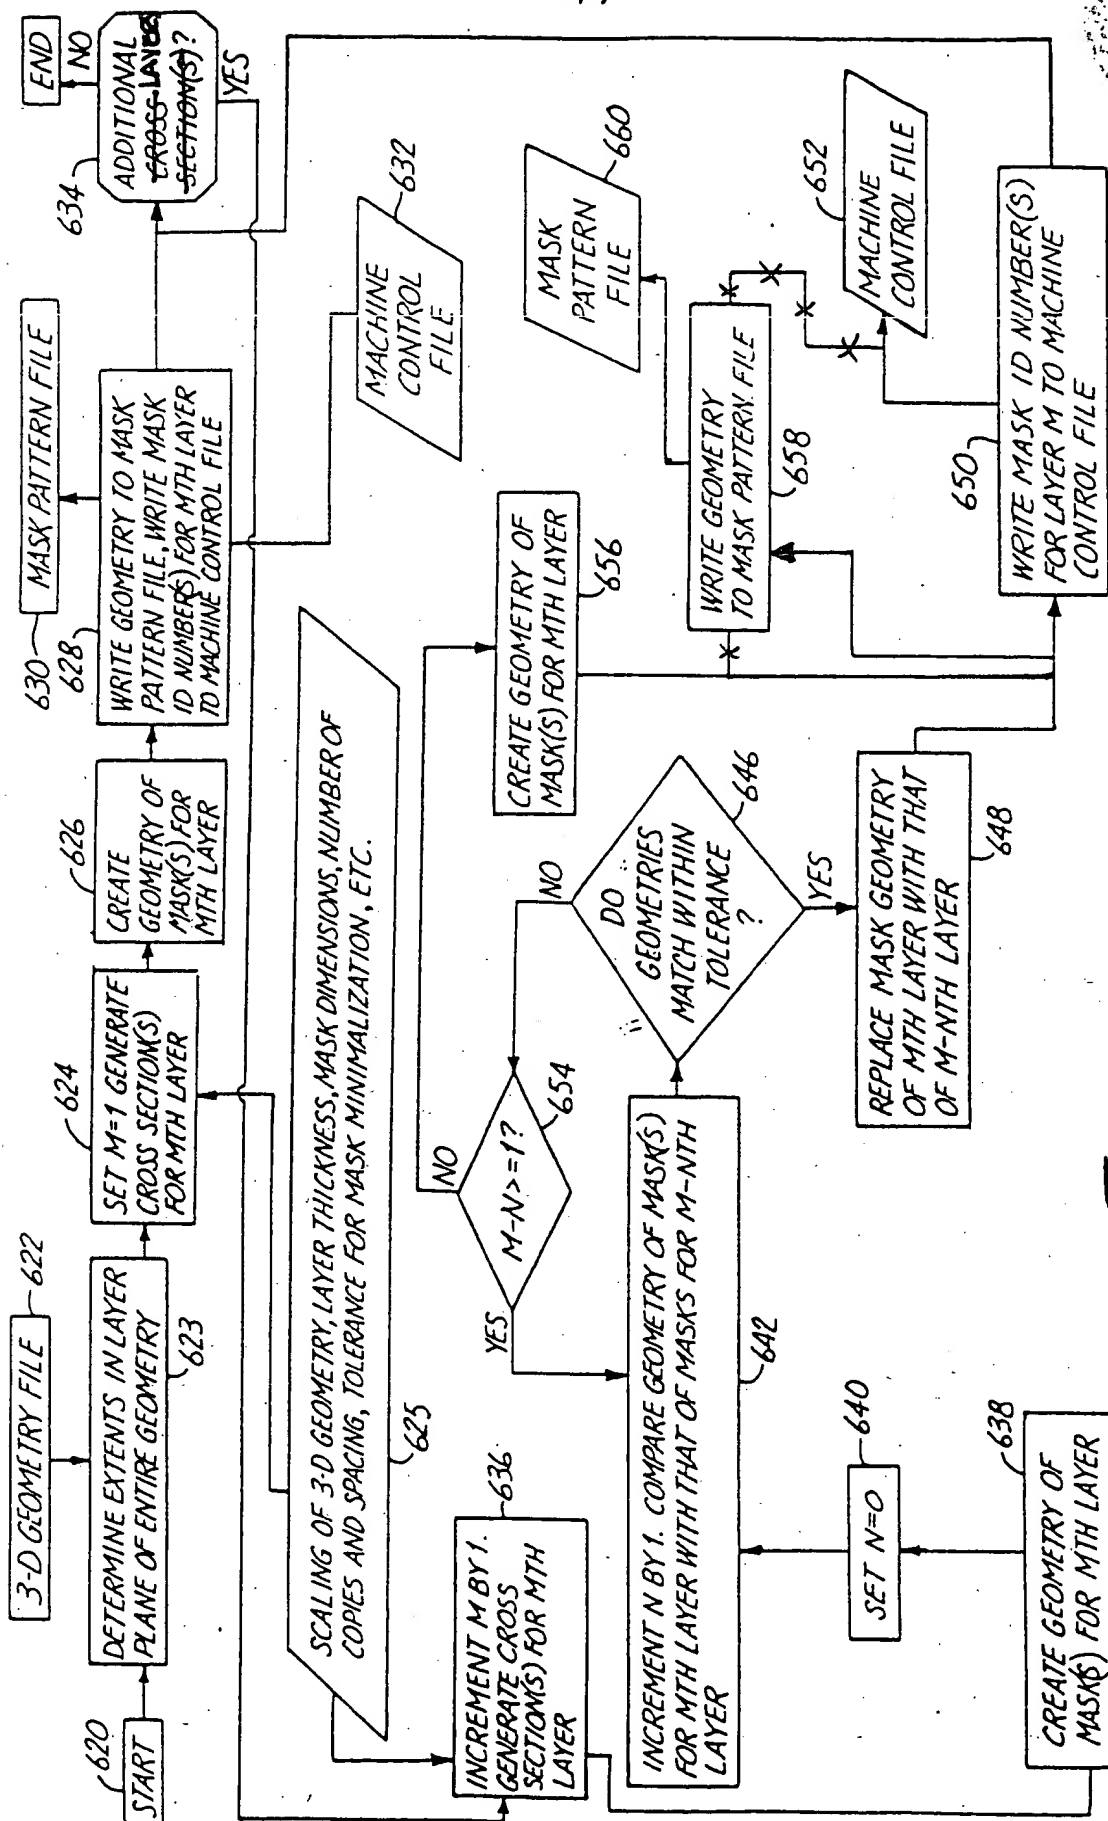 620
START
3-D GEOMETRY FILE
622
DETERMINE EXTENTS IN LAYER
PLANE OF ENTIRE GEOMETRY
623
624
SET M=1 GENERATE
CROSS SECTION(S)
FOR MTH LAYER
626
CREATE
GEOMETRY OF
MASK(S) FOR
MTH LAYER
630
MASK PATTERN FILE
628
WRITE GEOMETRY TO MASK
PATTERN FILE, WRITE MASK
ID NUMBER(S) FOR MTH LAYER
TO MACHINE CONTROL FILE
634
ADDITIONAL
CROSS LAYERS
SECTION(S)?
NO
END
YES
SCALING OF 3-D GEOMETRY, LAYER THICKNESS, MASK DIMENSIONS, NUMBER OF
COPIES AND SPACING, TOLERANCE FOR MASK MINIMALIZATION, ETC.
625
632
MACHINE
CONTROL
FILE
636
INCREMENT M BY 1.
GENERATE CROSS
SECTION(S) FOR MTH
LAYER
YES
M-N>=1?
654
NO
CREATE GEOMETRY OF
MASK(S) FOR MTH LAYER
656
MASK
PATTERN
FILE
660
INCREMENT N BY 1. COMPARE GEOMETRY OF MASK(S)
FOR MTH LAYER WITH THAT OF MASKS FOR M-NTH
LAYER
642
NO
DO
GEOMETRIES
MATCH WITHIN
TOLERANCE
?
646
YES
WRITE GEOMETRY
TO MASK PATTERN FILE
658
MACHINE
CONTROL FILE
652
SET N=0
640
REPLACE MASK GEOMETRY
OF MTH LAYER WITH THAT
OF M-NTH LAYER
648
650
WRITE MASK ID NUMBER(S)
FOR LAYER M TO MACHINE
CONTROL FILE
638
CREATE GEOMETRY OF
MASK(S) FOR MTH LAYER